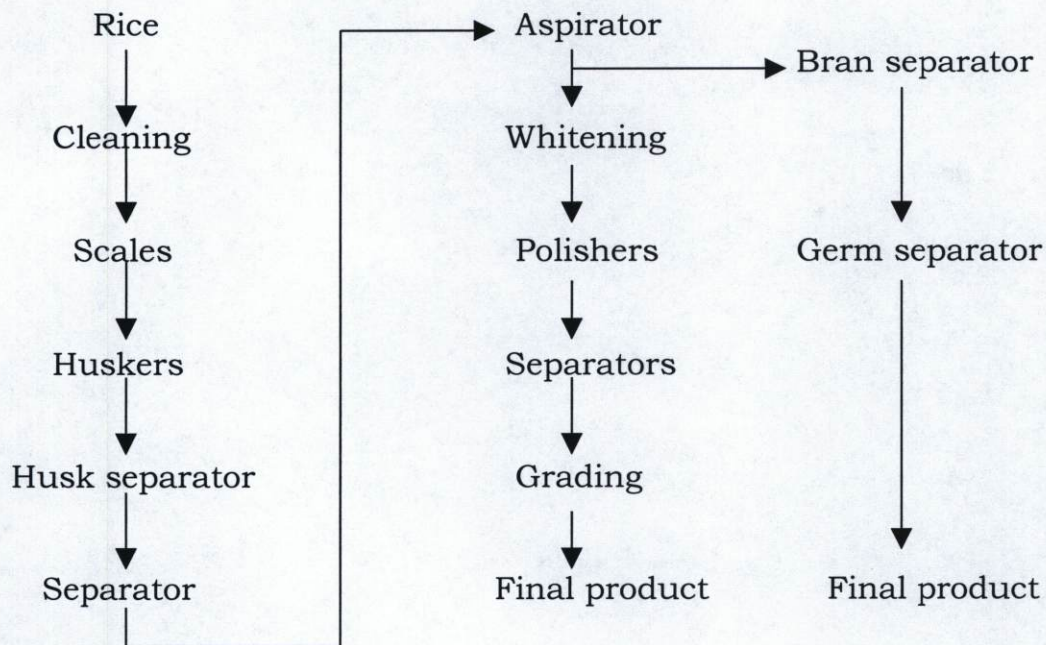 Rice
Cleaning
Scales
Huskers
Husk separator
Separator
Aspirator
Whitening
Polishers
Separators
Grading
Final product
Bran separator
Germ separator
Final product